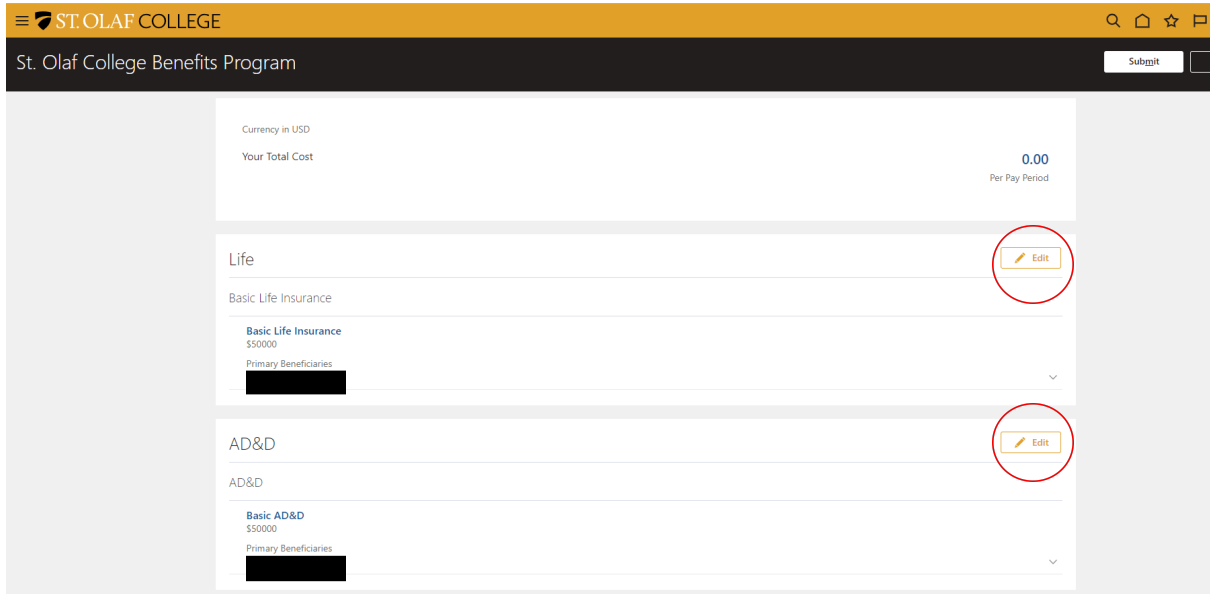 ST. OLAF COLLEGE
St. Olaf College Benefits Program
Submit
Currency in USD
Your Total Cost
0.00
Per Pay Period
Life
Edit
Basic Life Insurance
Basic Life Insurance
$50000
Primary Beneficiaries
AD&D
Edit
AD&D
Basic AD&D
$50000
Primary Beneficiaries